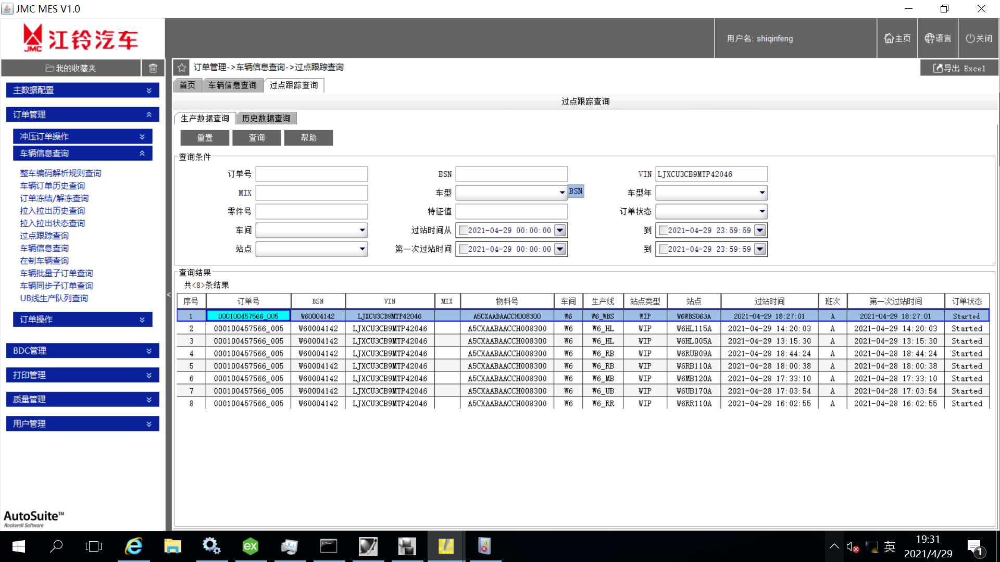 JMC MES V1.0
JMC 江铃汽车
用户名: shiqinfeng
主页
语言
关闭
我的收藏夹
订单管理->车辆信息查询->过点跟踪查询
导出 Excel
首页 车辆信息查询 过点跟踪查询
过点跟踪查询
主数据配置
订单管理
冲压订单操作
车辆信息查询
整车编码解析规则查询
车辆订单历史查询
订单冻结/解冻查询
拉入拉出历史查询
拉入拉出状态查询
过点跟踪查询
车辆信息查询
在制车辆查询
车辆批量子订单查询
车辆同步子订单查询
UB线生产队列查询
订单操作
BDC管理
打印管理
质量管理
用户管理
AutoSuite™
Rockwell Software
<
生产数据查询 历史数据查询
重置 查询 帮助
查询条件
订单号 BSN VIN LJXCU3CB9MTP42046
MIX 车型 BSN 车型年
零件号 特征值 订单状态
车间 过站时间从 2021-04-29 00:00:00 到 2021-04-29 23:59:59
站点 第一次过站时间 2021-04-29 00:00:00 到 2021-04-29 23:59:59
查询结果
共<8>条结果
序号 订单号 BSN VIN MIX 物料号 车间 生产线 站点类型 站点 过站时间 班次 第一次过站时间 订单状态
1 000100457566_005 W60004142 LJXCU3CB9MTP42046 A5CXAABAACCH008300 W6 W6_WBS WIP W6WBS063A 2021-04-29 18:27:01 A 2021-04-29 18:27:01 Started
2 000100457566_005 W60004142 LJXCU3CB9MTP42046 A5CXAABAACCH008300 W6 W6_HL WIP W6HL115A 2021-04-29 14:20:03 A 2021-04-29 14:20:03 Started
3 000100457566_005 W60004142 LJXCU3CB9MTP42046 A5CXAABAACCH008300 W6 W6_HL WIP W6HL005A 2021-04-29 13:15:30 A 2021-04-29 13:15:30 Started
4 000100457566_005 W60004142 LJXCU3CB9MTP42046 A5CXAABAACCH008300 W6 W6_RB WIP W6RUB09A 2021-04-28 18:44:24 A 2021-04-28 18:44:24 Started
5 000100457566_005 W60004142 LJXCU3CB9MTP42046 A5CXAABAACCH008300 W6 W6_RB WIP W6RB110A 2021-04-28 18:00:38 A 2021-04-28 18:00:38 Started
6 000100457566_005 W60004142 LJXCU3CB9MTP42046 A5CXAABAACCH008300 W6 W6_MB WIP W6MB120A 2021-04-28 17:33:10 A 2021-04-28 17:33:10 Started
7 000100457566_005 W60004142 LJXCU3CB9MTP42046 A5CXAABAACCH008300 W6 W6_UB WIP W6UB170A 2021-04-28 17:03:54 A 2021-04-28 17:03:54 Started
8 000100457566_005 W60004142 LJXCU3CB9MTP42046 A5CXAABAACCH008300 W6 W6_RR WIP W6RR110A 2021-04-28 16:02:55 A 2021-04-28 16:02:55 Started
ex
英
19:31
2021/4/29
1